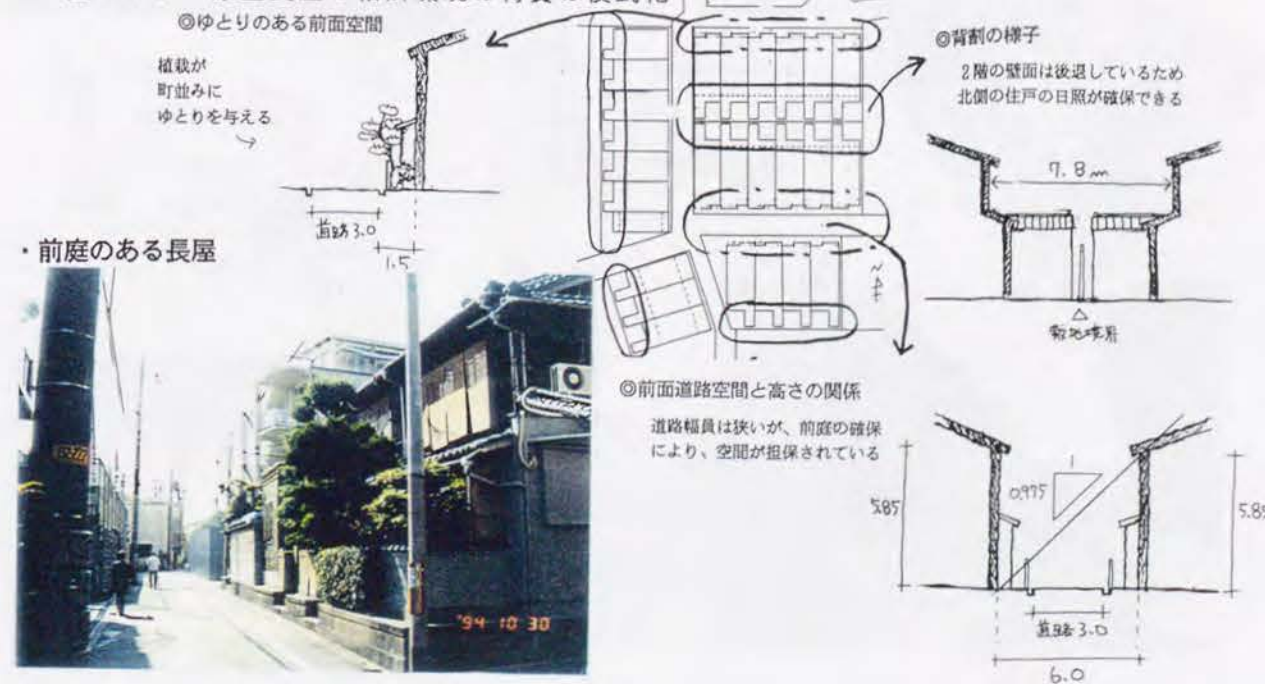 ◎ゆとりのある前面空間
植栽が
町並みに
ゆとりを与える
道路3.0
1.5
・前庭のある長屋
'94 10 30
◎背割の様子
2階の壁面は後退しているため
北側の住戸の日照が確保できる
7.8m
敷地境界
◎前面道路空間と高さの関係
道路幅員は狭いが、前庭の確保
により、空間が担保されている
5.85
1
0.975
5.85
道路3.0
6.0